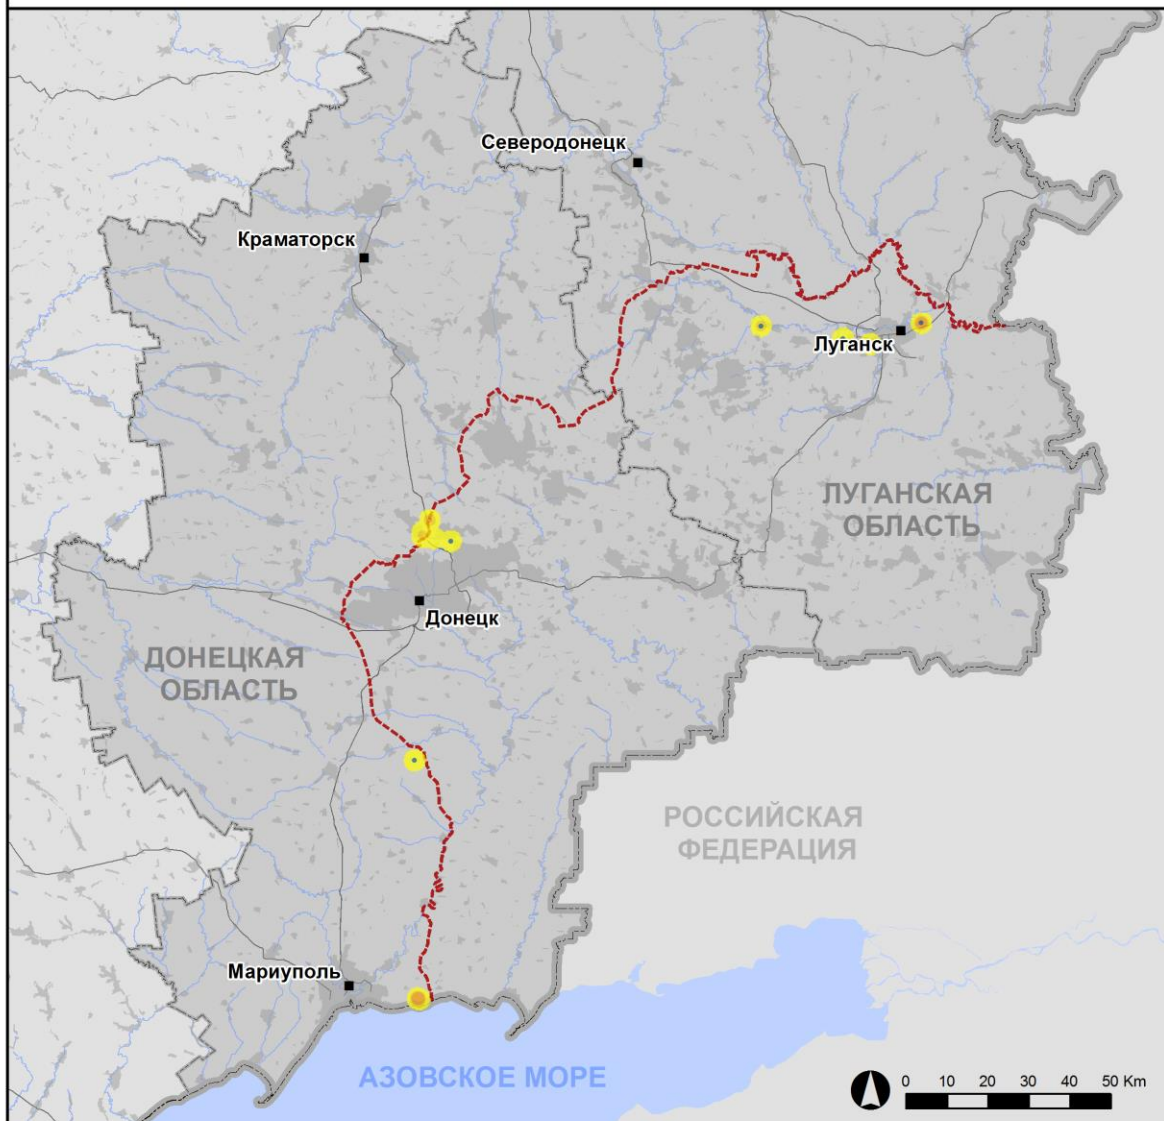 Северодонецк
Краматорск
Луганск
ЛУГАНСКАЯ
ОБЛАСТЬ
Донецк
ДОНЕЦКАЯ
ОБЛАСТЬ
РОССИЙСКАЯ
ФЕДЕРАЦИЯ
Мариуполь
АЗОВСКОЕ МОРЕ
0 10 20 30 40 50 Km